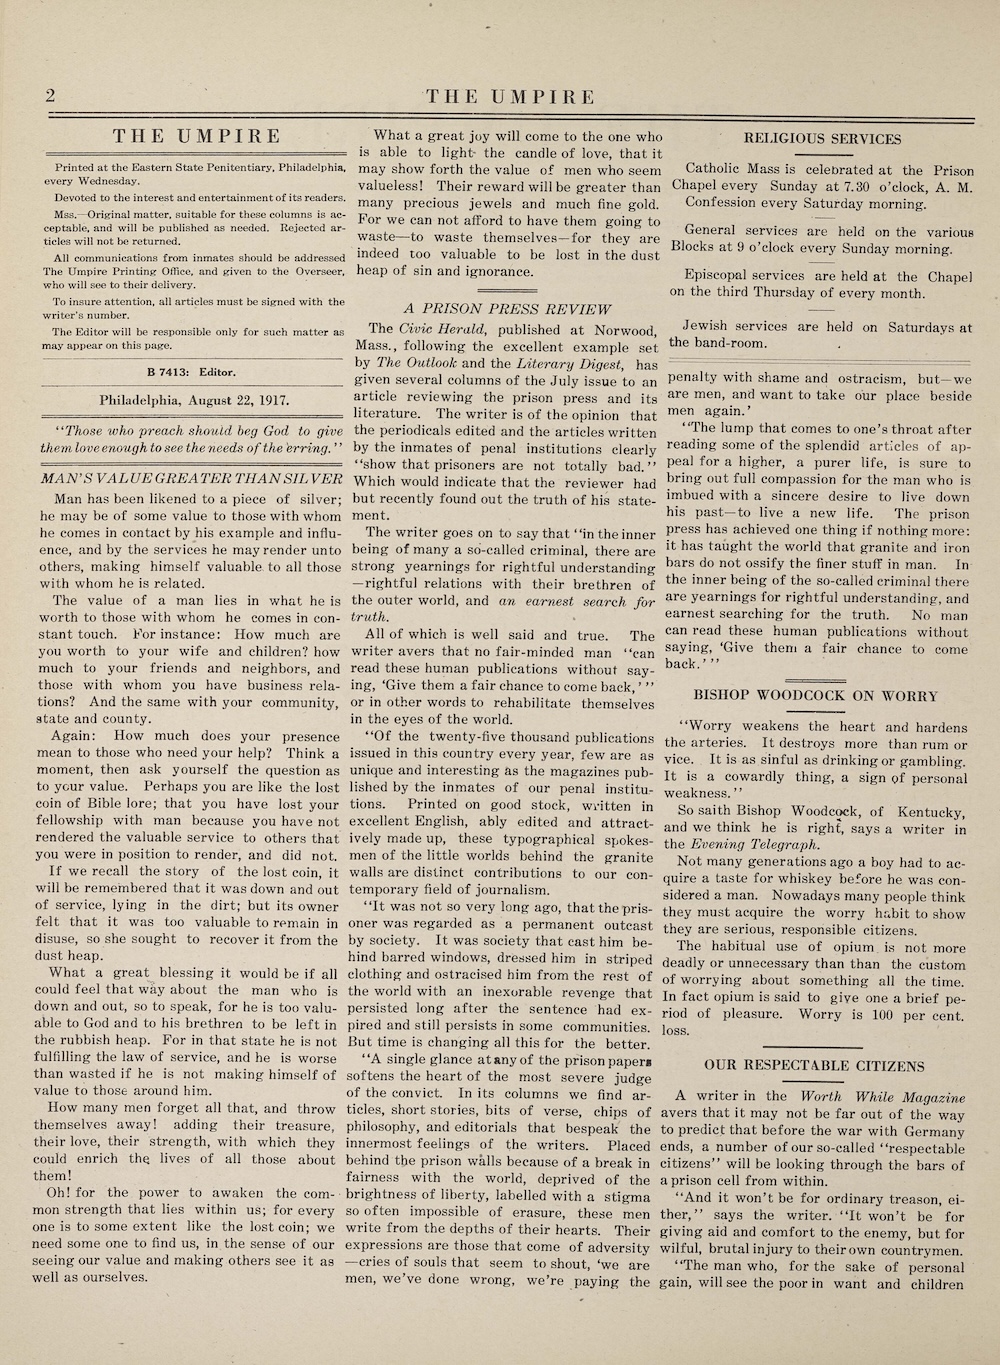 2
THE UMPIRE
THE UMPIRE
Printed at the Eastern State Penitentiary, Philadelphia,
every Wednesday.
Devoted to the interest and entertainment of its readers.
Mss.—Original matter, suitable for these columns is ac-
ceptable, and will be published as needed. Rejected ar-
ticles will not be returned.
All communications from inmates should be addressed
The Umpire Printing Office, and given to the Overseer,
who will see to their delivery.
To insure attention, all articles must be signed with the
writer's number.
The Editor will be responsible only for such matter as
may appear on this page.
B 7413: Editor.
Philadelphia, August 22, 1917.
"Those who preach should beg God to give
them love enough to see the needs of the erring."
MAN'S VALUE GREATER THAN SILVER
Man has been likened to a piece of silver;
he may be of some value to those with whom
he comes in contact by his example and influ-
ence, and by the services he may render unto
others, making himself valuable to all those
with whom he is related.
The value of a man lies in what he is
worth to those with whom he comes in con-
stant touch. For instance: How much are
you worth to your wife and children? how
much to your friends and neighbors, and
those with whom you have business rela-
tions? And the same with your community,
state and county.
Again: How much does your presence
mean to those who need your help? Think a
moment, then ask yourself the question as
to your value. Perhaps you are like the lost
coin of Bible lore; that you have lost your
fellowship with man because you have not
rendered the valuable service to others that
you were in position to render, and did not.
If we recall the story of the lost coin, it
will be remembered that it was down and out
of service, lying in the dirt; but its owner
felt that it was too valuable to remain in
disuse, so she sought to recover it from the
dust heap.
What a great blessing it would be if all
could feel that way about the man who is
down and out, so to speak, for he is too valu-
able to God and to his brethren to be left in
the rubbish heap. For in that state he is not
fulfilling the law of service, and he is worse
than wasted if he is not making himself of
value to those around him.
How many men forget all that, and throw
themselves away! adding their treasure,
their love, their strength, with which they
could enrich the lives of all those about
them!
Oh! for the power to awaken the com-
mon strength that lies within us; for every
one is to some extent like the lost coin; we
need some one to find us, in the sense of our
seeing our value and making others see it as
well as ourselves.
What a great joy will come to the one who
is able to light the candle of love, that it
may show forth the value of men who seem
valueless! Their reward will be greater than
many precious jewels and much fine gold.
For we can not afford to have them going to
waste—to waste themselves—for they are
indeed too valuable to be lost in the dust
heap of sin and ignorance.
A PRISON PRESS REVIEW
The Civic Herald, published at Norwood,
Mass., following the excellent example set
by The Outlook and the Literary Digest, has
given several columns of the July issue to an
article reviewing the prison press and its
literature. The writer is of the opinion that
the periodicals edited and the articles written
by the inmates of penal institutions clearly
"show that prisoners are not totally bad."
Which would indicate that the reviewer had
but recently found out the truth of his state-
ment.
The writer goes on to say that "in the inner
being of many a so-called criminal, there are
strong yearnings for rightful understanding
—rightful relations with their brethren of
the outer world, and an earnest search for
truth.
All of which is well said and true. The
writer avers that no fair-minded man "can
read these human publications without say-
ing, 'Give them a fair chance to come back,' "
or in other words to rehabilitate themselves
in the eyes of the world.
"Of the twenty-five thousand publications
issued in this country every year, few are as
unique and interesting as the magazines pub-
lished by the inmates of our penal institu-
tions. Printed on good stock, written in
excellent English, ably edited and attract-
ively made up, these typographical spokes-
men of the little worlds behind the granite
walls are distinct contributions to our con-
temporary field of journalism.
"It was not so very long ago, that the pris-
oner was regarded as a permanent outcast
by society. It was society that cast him be-
hind barred windows, dressed him in striped
clothing and ostracised him from the rest of
the world with an inexorable revenge that
persisted long after the sentence had ex-
pired and still persists in some communities.
But time is changing all this for the better.
"A single glance at any of the prison papers
softens the heart of the most severe judge
of the convict. In its columns we find ar-
ticles, short stories, bits of verse, chips of
philosophy, and editorials that bespeak the
innermost feelings of the writers. Placed
behind the prison walls because of a break in
fairness with the world, deprived of the
brightness of liberty, labelled with a stigma
so often impossible of erasure, these men
write from the depths of their hearts. Their
expressions are those that come of adversity
—cries of souls that seem to shout, 'we are
men, we've done wrong, we're paying the
RELIGIOUS SERVICES
Catholic Mass is celebrated at the Prison
Chapel every Sunday at 7.30 o'clock, A. M.
Confession every Saturday morning.
General services are held on the various
Blocks at 9 o'clock every Sunday morning.
Episcopal services are held at the Chapel
on the third Thursday of every month.
Jewish services are held on Saturdays at
the band-room.
penalty with shame and ostracism, but—we
are men, and want to take our place beside
men again.'
"The lump that comes to one's throat after
reading some of the splendid articles of ap-
peal for a higher, a purer life, is sure to
bring out full compassion for the man who is
imbued with a sincere desire to live down
his past—to live a new life. The prison
press has achieved one thing if nothing more:
it has taught the world that granite and iron
bars do not ossify the finer stuff in man. In
the inner being of the so-called criminal there
are yearnings for rightful understanding, and
earnest searching for the truth. No man
can read these human publications without
saying, 'Give them a fair chance to come
back.' "
BISHOP WOODCOCK ON WORRY
"Worry weakens the heart and hardens
the arteries. It destroys more than rum or
vice. It is as sinful as drinking or gambling.
It is a cowardly thing, a sign of personal
weakness."
So saith Bishop Woodcock, of Kentucky,
and we think he is right, says a writer in
the Evening Telegraph.
Not many generations ago a boy had to ac-
quire a taste for whiskey before he was con-
sidered a man. Nowadays many people think
they must acquire the worry habit to show
they are serious, responsible citizens.
The habitual use of opium is not more
deadly or unnecessary than than the custom
of worrying about something all the time.
In fact opium is said to give one a brief pe-
riod of pleasure. Worry is 100 per cent.
loss.
OUR RESPECTABLE CITIZENS
A writer in the Worth While Magazine
avers that it may not be far out of the way
to predict that before the war with Germany
ends, a number of our so-called "respectable
citizens" will be looking through the bars of
a prison cell from within.
"And it won't be for ordinary treason, ei-
ther," says the writer. "It won't be for
giving aid and comfort to the enemy, but for
wilful, brutal injury to their own countrymen.
"The man who, for the sake of personal
gain, will see the poor in want and children